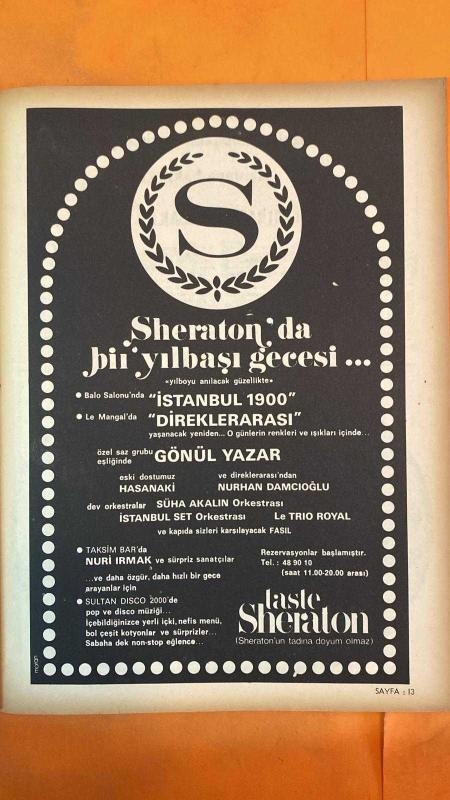 S
Sheraton'da
bir yılbaşı gecesi ...
«yılboyu anılacak güzellikte»
● Balo Salonu'nda "İSTANBUL 1900"
● Le Mangal'da "DİREKLERARASI"
yaşanacak yeniden... O günlerin renkleri ve ışıkları içinde...
özel saz grubu
eşliğinde GÖNÜL YAZAR
eski dostumuz
HASANAKİ
ve direklerarası'ndan
NURHAN DAMCIOĞLU
dev orkestralar SÜHA AKALIN Orkestrası
İSTANBUL SET Orkestrası Le TRIO ROYAL
ve kapıda sizleri karşılayacak FASIL
● TAKSİM BAR'da
NURİ IRMAK ve sürpriz sanatçılar
...ve daha özgür, daha hızlı bir gece
arayanlar için
● SULTAN DISCO 2000'de
pop ve disco müziği...
İçebildiğinizce yerli içki, nefis menü,
bol çeşit kotyonlar ve sürprizler...
Sabaha dek non-stop eğlence...
Rezervasyonlar başlamıştır.
Tel. : 48 90 10
(saat 11.00-20.00 arası)
taste
Sheraton
(Sheraton'un tadına doyum olmaz)
moran
SAYFA : 13